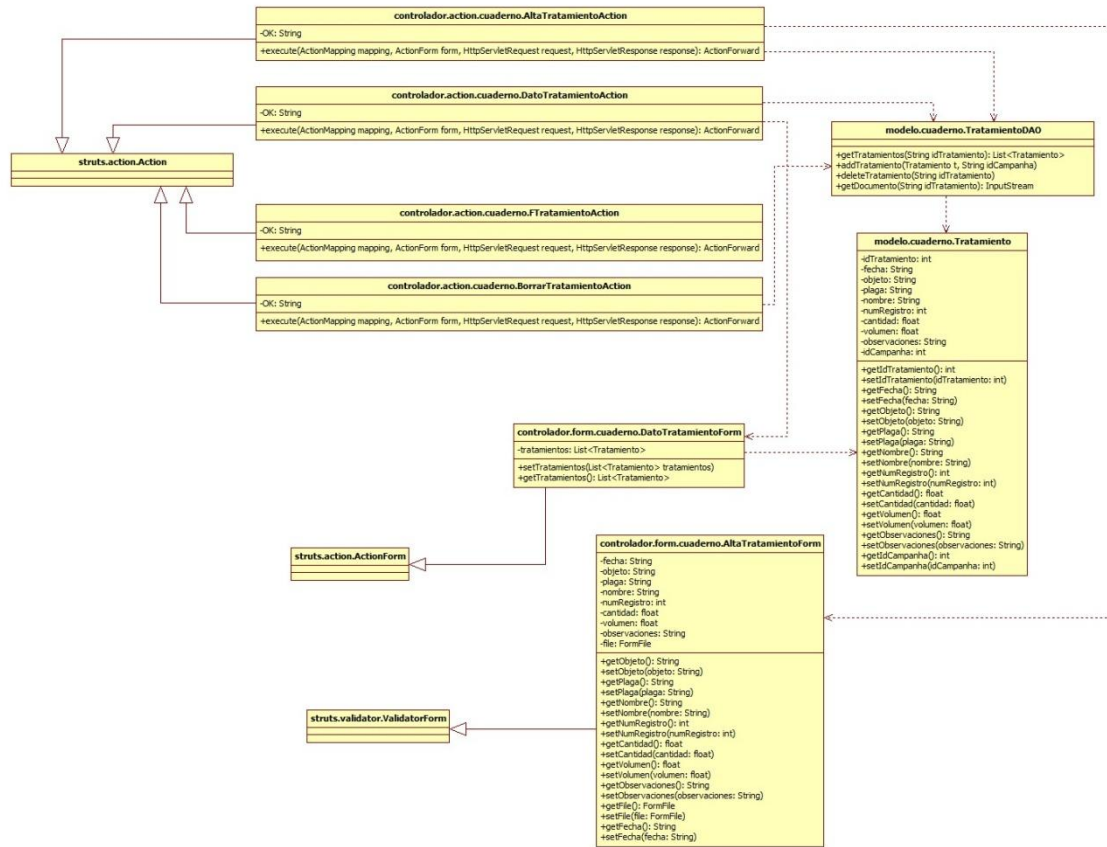 controlador.action.cuaderno.AltaTratamientoAction
-OK: String
+execute(ActionMapping mapping, ActionForm form, HttpServletRequest request, HttpServletResponse response): ActionForward
controlador.action.cuaderno.DatoTratamientoAction
-OK: String
+execute(ActionMapping mapping, ActionForm form, HttpServletRequest request, HttpServletResponse response): ActionForward
struts.action.Action
controlador.action.cuaderno.FTratamientoAction
-OK: String
+execute(ActionMapping mapping, ActionForm form, HttpServletRequest request, HttpServletResponse response): ActionForward
controlador.action.cuaderno.BorrarTratamientoAction
-OK: String
+execute(ActionMapping mapping, ActionForm form, HttpServletRequest request, HttpServletResponse response): ActionForward
modelo.cuaderno.TratamientoDAO
+getTratamientos(String idTratamiento): List<Tratamiento>
+addTratamiento(Tratamiento t, String idCampanha)
+deleteTratamiento(String idTratamiento)
+getDocumento(String idTratamiento): InputStream
modelo.cuaderno.Tratamiento
-idTratamiento: int
-fecha: String
-objeto: String
-plaga: String
-nombre: String
-numRegistro: int
-cantidad: float
-volumen: float
-observaciones: String
-idCampanha: int
+getIdTratamiento(): int
+setIdTratamiento(idTratamiento: int)
+getFecha(): String
+setFecha(fecha: String)
+getObjeto(): String
+setObjeto(objeto: String)
+getPlaga(): String
+setPlaga(plaga: String)
+getNombre(): String
+setNombre(nombre: String)
+getNumRegistro(): int
+setNumRegistro(numRegistro: int)
+getCantidad(): float
+setCantidad(cantidad: float)
+getVolumen(): float
+setVolumen(volumen: float)
+getObservaciones(): String
+setObservaciones(observaciones: String)
+getIdCampanha(): int
+setIdCampanha(idCampanha: int)
controlador.form.cuaderno.DatoTratamientoForm
-tratamientos: List<Tratamiento>
+setTratamientos(List<Tratamiento> tratamientos)
+getTratamientos(): List<Tratamiento>
struts.action.ActionForm
controlador.form.cuaderno.AltaTratamientoForm
-fecha: String
-objeto: String
-plaga: String
-nombre: String
-numRegistro: int
-cantidad: float
-volumen: float
-observaciones: String
-file: FormFile
+getObjeto(): String
+setObjeto(objeto: String)
+getPlaga(): String
+setPlaga(plaga: String)
+getNombre(): String
+setNombre(nombre: String)
+getNumRegistro(): int
+setNumRegistro(numRegistro: int)
+getCantidad(): float
+setCantidad(cantidad: float)
+getVolumen(): float
+setVolumen(volumen: float)
+getObservaciones(): String
+setObservaciones(observaciones: String)
+getFile(): FormFile
+setFile(file: FormFile)
+getFecha(): String
+setFecha(fecha: String)
struts.validator.ValidatorForm